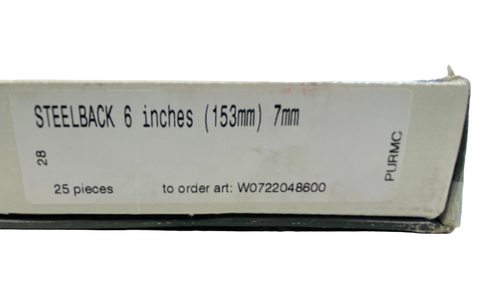 STEELBACK 6 inches (153mm) 7mm
28
25 pieces to order art: W0722048600
PURMC